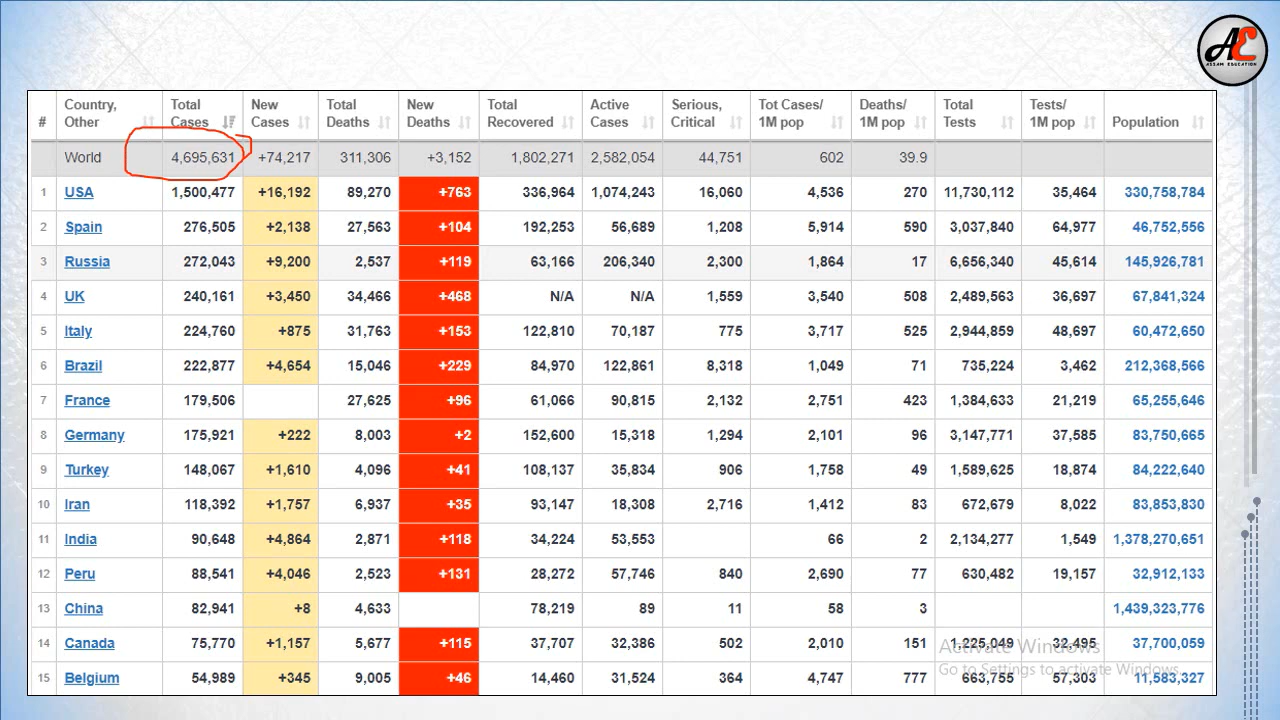 AE
ASSAM EDUCATION
# Country, Other Total Cases New Cases Total Deaths New Deaths Total Recovered Active Cases Serious, Critical Tot Cases/ 1M pop Deaths/ 1M pop Total Tests Tests/ 1M pop Population
World 4,695,631 +74,217 311,306 +3,152 1,802,271 2,582,054 44,751 602 39.9
1 USA 1,500,477 +16,192 89,270 +763 336,964 1,074,243 16,060 4,536 270 11,730,112 35,464 330,758,784
2 Spain 276,505 +2,138 27,563 +104 192,253 56,689 1,208 5,914 590 3,037,840 64,977 46,752,556
3 Russia 272,043 +9,200 2,537 +119 63,166 206,340 2,300 1,864 17 6,656,340 45,614 145,926,781
4 UK 240,161 +3,450 34,466 +468 N/A N/A 1,559 3,540 508 2,489,563 36,697 67,841,324
5 Italy 224,760 +875 31,763 +153 122,810 70,187 775 3,717 525 2,944,859 48,697 60,472,650
6 Brazil 222,877 +4,654 15,046 +229 84,970 122,861 8,318 1,049 71 735,224 3,462 212,368,566
7 France 179,506 27,625 +96 61,066 90,815 2,132 2,751 423 1,384,633 21,219 65,255,646
8 Germany 175,921 +222 8,003 +2 152,600 15,318 1,294 2,101 96 3,147,771 37,585 83,750,665
9 Turkey 148,067 +1,610 4,096 +41 108,137 35,834 906 1,758 49 1,589,625 18,874 84,222,640
10 Iran 118,392 +1,757 6,937 +35 93,147 18,308 2,716 1,412 83 672,679 8,022 83,853,830
11 India 90,648 +4,864 2,871 +118 34,224 53,553 66 2 2,134,277 1,549 1,378,270,651
12 Peru 88,541 +4,046 2,523 +131 28,272 57,746 840 2,690 77 630,482 19,157 32,912,133
13 China 82,941 +8 4,633 78,219 89 11 58 3 1,439,323,776
14 Canada 75,770 +1,157 5,677 +115 37,707 32,386 502 2,010 151 1,225,049 32,495 37,700,059
15 Belgium 54,989 +345 9,005 +46 14,460 31,524 364 4,747 777 663,755 57,303 11,583,327
Activate Windows
Go to Settings to activate Windows.